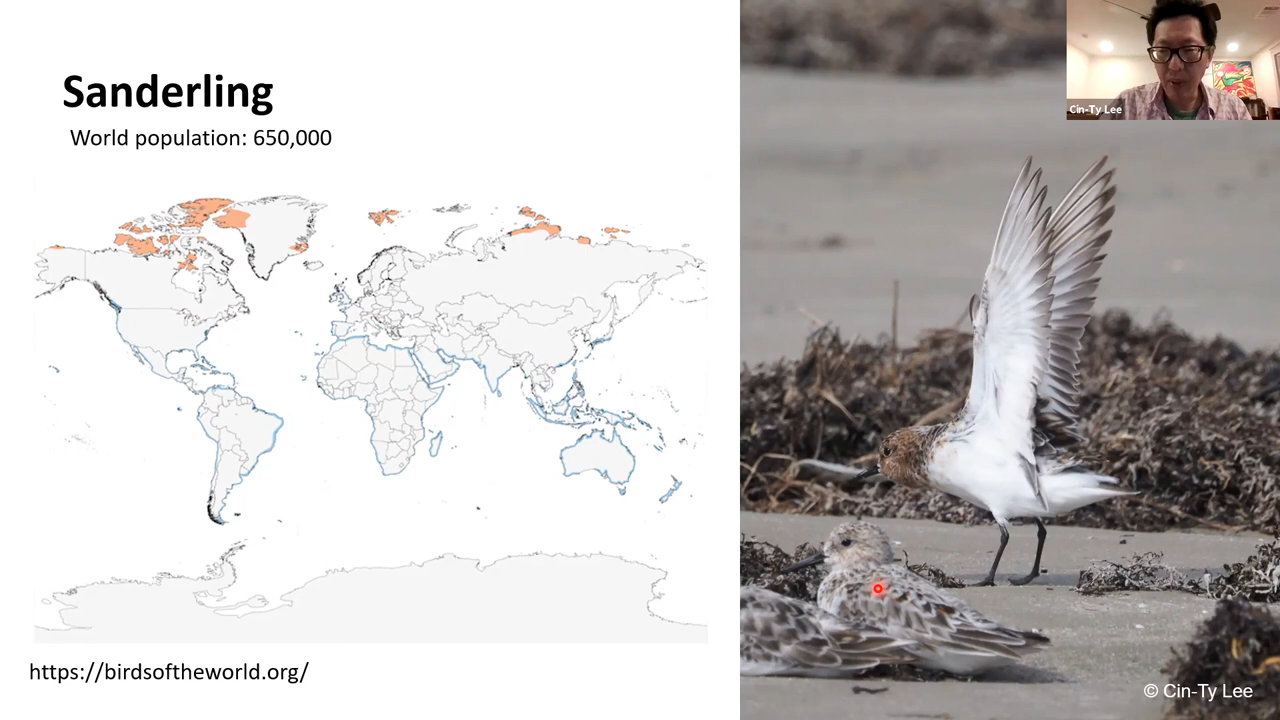 Sanderling
World population: 650,000
https://birdsoftheworld.org/
Cin-Ty Lee
© Cin-Ty Lee